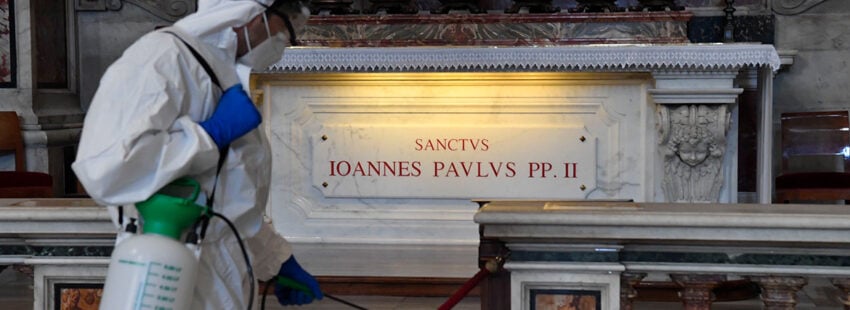 SANCTVS
IOANNES PAVLVS PP. II